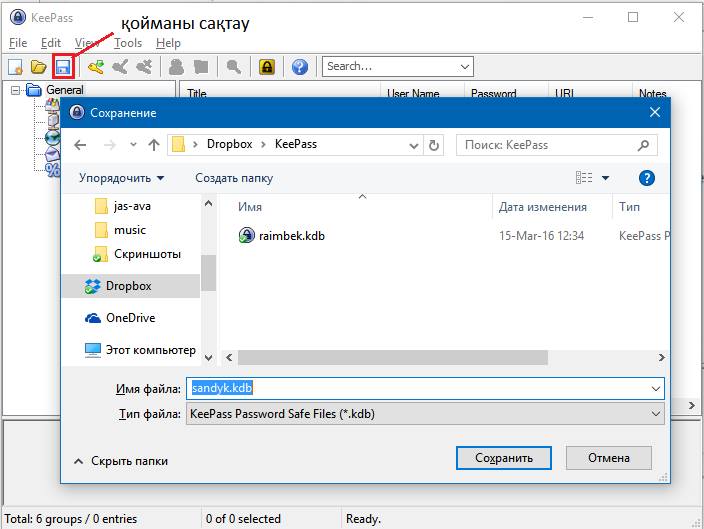 KeePass
қойманы сақтау
File Edit View Tools Help
Search...
General
Title User Name Password URL Notes
Сохранение
Dropbox KeePass
Поиск: KeePass
Упорядочить Создать папку
Имя Дата изменения Тип
jas-ava
music
Скриншоты
Dropbox
OneDrive
Этот компьютер
raimbek.kdb 15-Mar-16 12:34 KeePass P
Имя файла: sandyk.kdb
Тип файла: KeePass Password Safe Files (*.kdb)
Скрыть папки Сохранить Отмена
Total: 6 groups / 0 entries 0 of 0 selected Ready.